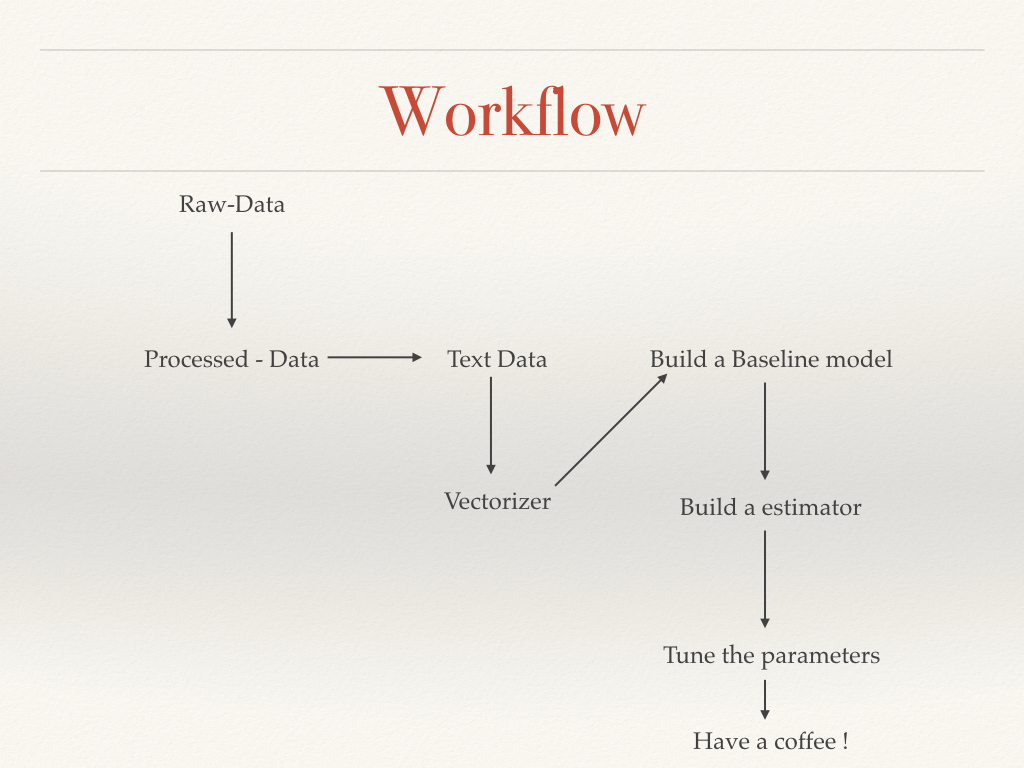 Workflow
Raw-Data
Processed - Data
Text Data
Build a Baseline model
Vectorizer
Build a estimator
Tune the parameters
Have a coffee !